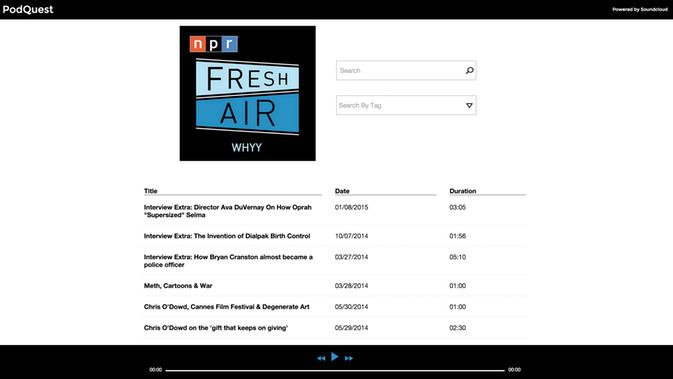 PodQuest
Powered by Soundcloud
npr
FRESH
AIR
WHYY
Search
Search By Tag
Title Date Duration
Interview Extra: Director Ava DuVernay On How Oprah 01/08/2015 03:05
"Supersized" Selma
Interview Extra: The Invention of Dialpak Birth Control 10/07/2014 01:56
Interview Extra: How Bryan Cranston almost became a 03/27/2014 05:10
police officer
Meth, Cartoons & War 03/28/2014 01:00
Chris O'Dowd, Cannes Film Festival & Degenerate Art 05/30/2014 01:00
Chris O'Dowd on the 'gift that keeps on giving' 05/29/2014 02:30
00:00 00:00